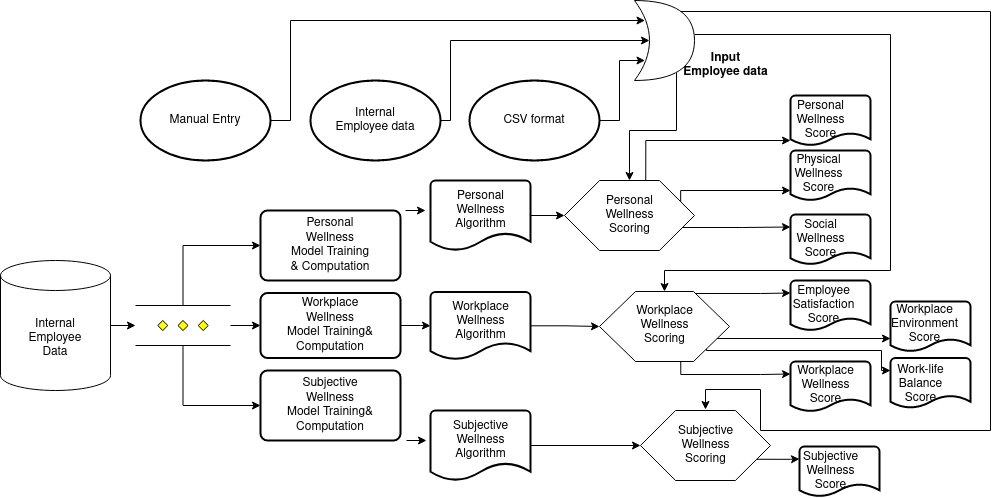 Input
Employee data
Manual Entry
Internal
Employee data
CSV format
Personal
Wellness
Score
Physical
Wellness
Score
Social
Wellness
Score
Personal
Wellness
Scoring
Personal
Wellness
Algorithm
Personal
Wellness
Model Training
& Computation
Internal
Employee
Data
Workplace
Wellness
Model Training&
Computation
Workplace
Wellness
Algorithm
Workplace
Wellness
Scoring
Employee
Satisfaction
Score
Workplace
Environment
Score
Work-life
Balance
Score
Workplace
Wellness
Score
Subjective
Wellness
Model Training&
Computation
Subjective
Wellness
Algorithm
Subjective
Wellness
Scoring
Subjective
Wellness
Score